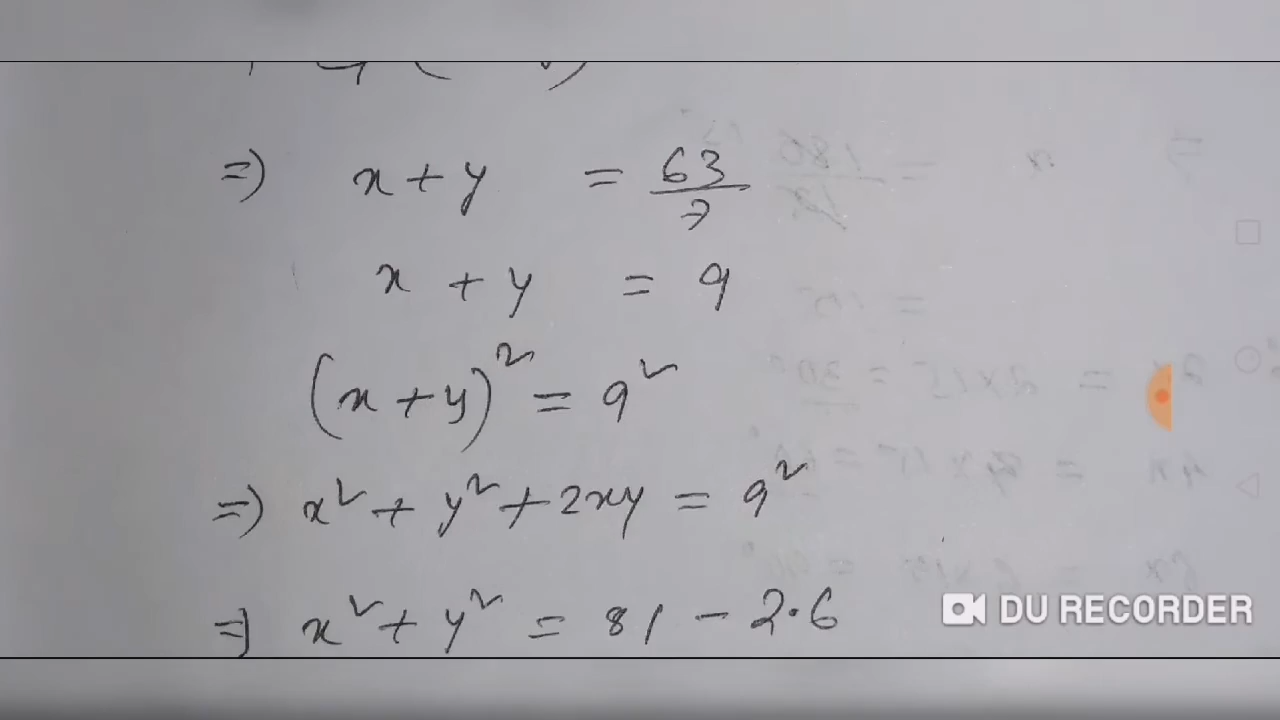 =) x + y = 63/7
x + y = 9
(x + y)² = 9²
=) x² + y² + 2xy = 9²
=) x² + y² = 81 - 2·6
DU RECORDER